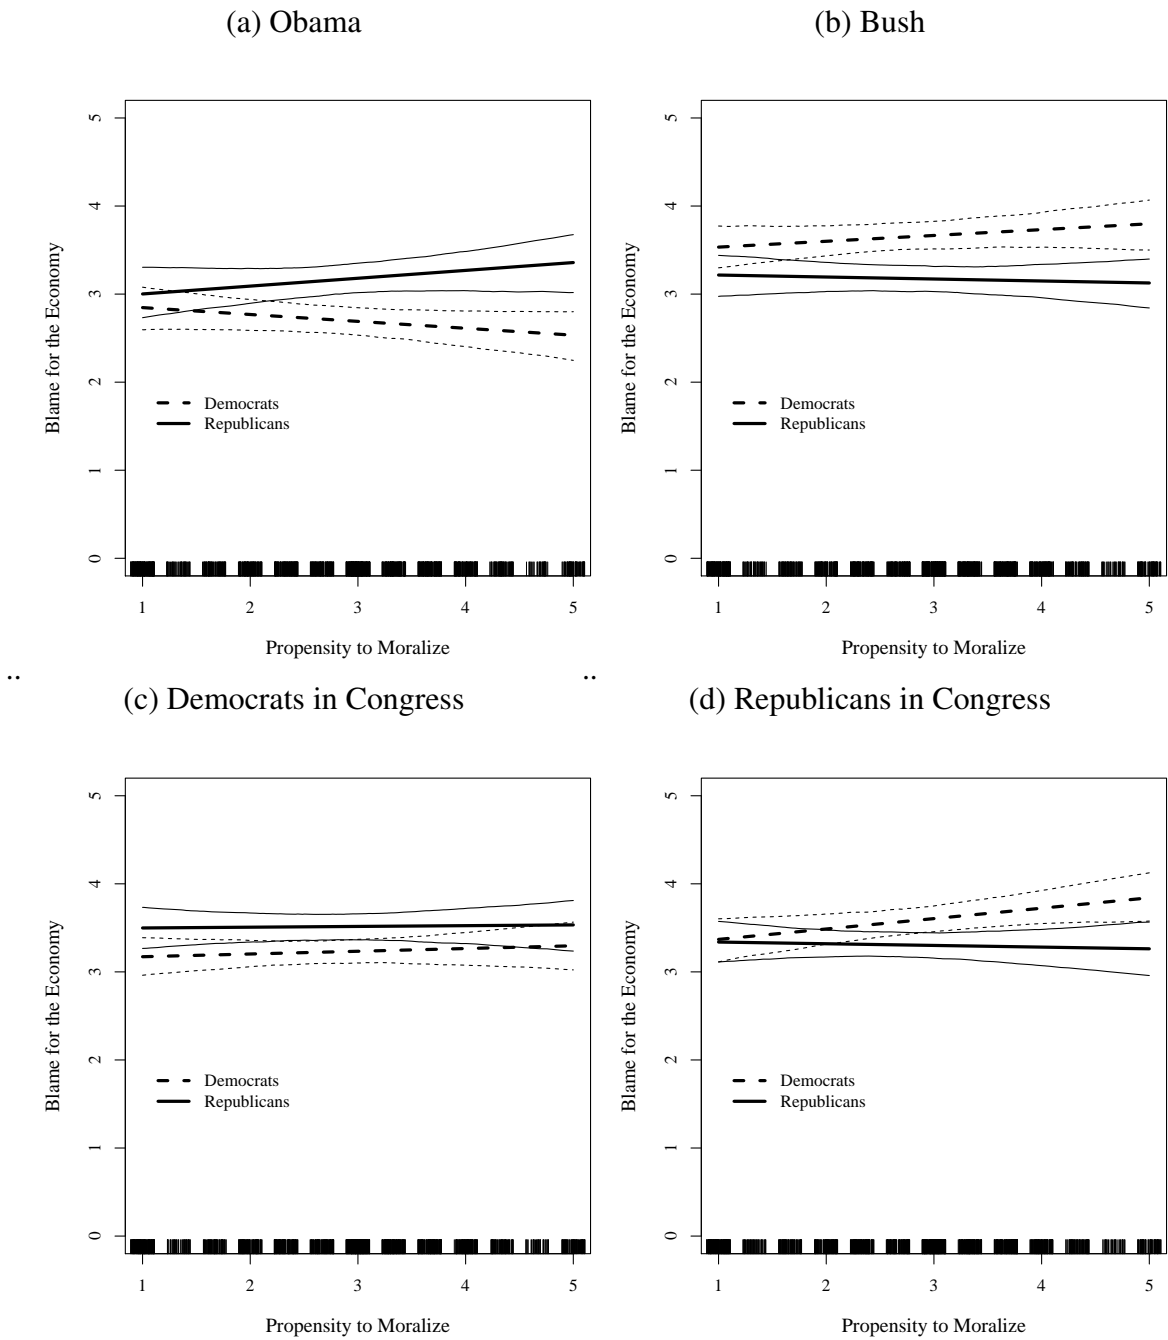 (a) Obama
5
4
3
2
1
0
Blame for the Economy
Democrats
Republicans
1 2 3 4 5
Propensity to Moralize
(b) Bush
5
4
3
2
1
0
Blame for the Economy
Democrats
Republicans
1 2 3 4 5
Propensity to Moralize
..
(c) Democrats in Congress
5
4
3
2
1
0
Blame for the Economy
Democrats
Republicans
1 2 3 4 5
Propensity to Moralize
..
(d) Republicans in Congress
5
4
3
2
1
0
Blame for the Economy
Democrats
Republicans
1 2 3 4 5
Propensity to Moralize